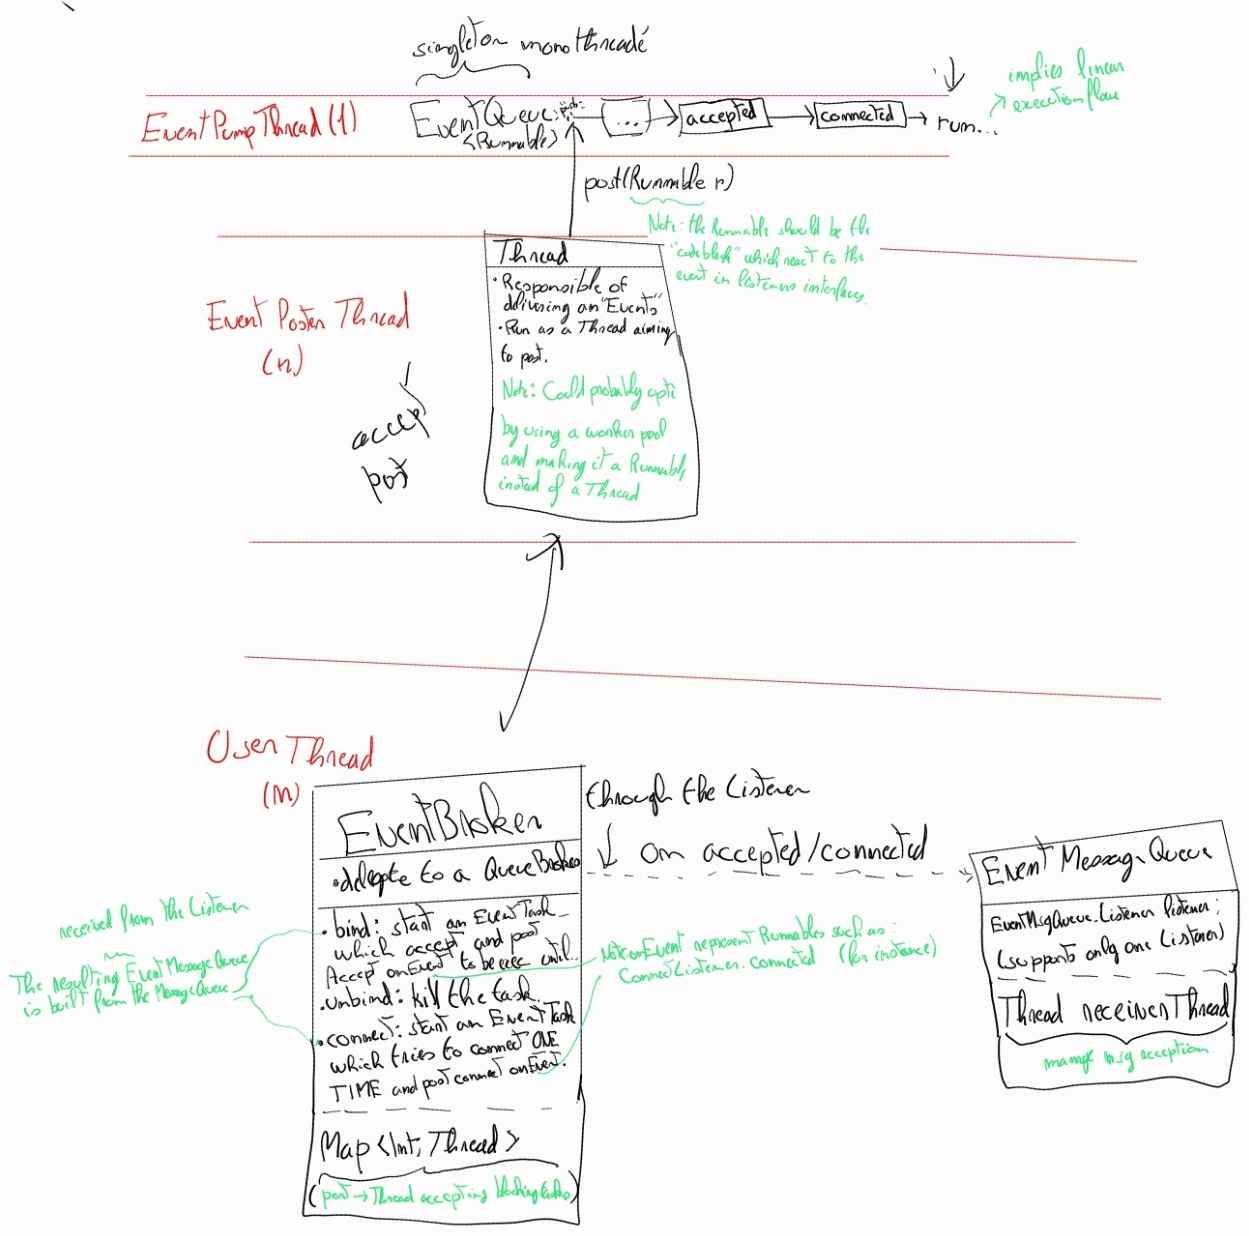 singleton monothreadé
EventPumpThread (1)
EventQueue
<Runnable>
...
accepted
connected
run...
implies linear
execution flow
post(Runnable r)
Note: the Runnable should be the
"codeblock" which react to the
event in listeners interfaces.
Event Poster Thread
(n)
Thread
• Responsible of
delivering an "Events"
• Run as a Thread aiming
to post.
Note: Could probably opti
by using a worker pool
and making it a Runnable
instead of a Thread
accept
post
User Thread
(M)
EventBroker
• delegate to a QueueBroker
• bind: start an EventTask
which accept and post
Accept onEvent to be exec until..
• unbind: kill the task.
• connect: start an EventTask
which tries to connect ONE
TIME and post connect onEvent.
Map <Int, Thread>
(port → Thread accepting blocking tasks)
received from the Listener
The resulting EventMessageQueue
is built from the MessageQueue
through the Listener
on accepted/connected
Note: onEvent represent Runnables such as:
ConnectListener.connected (for instance)
Event MessageQueue
EventMsgQueue.Listener listener;
(supports only one Listener)
Thread receiverThread
manage msg reception